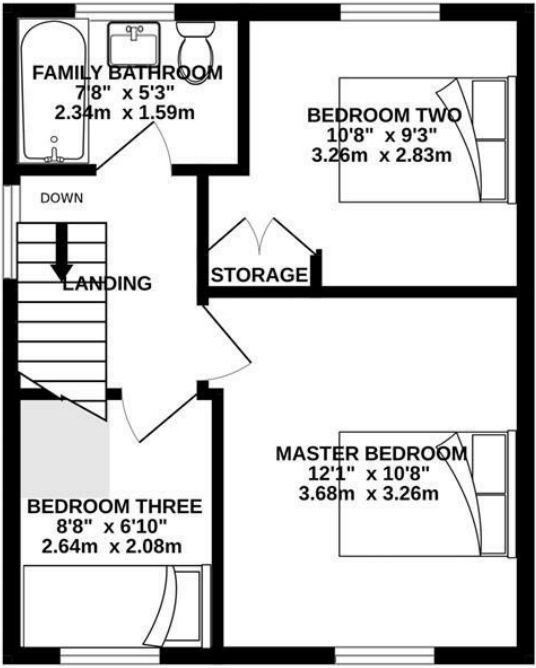 FAMILY BATHROOM
7'8" x 5'3"
2.34m x 1.59m
BEDROOM TWO
10'8" x 9'3"
3.26m x 2.83m
DOWN
STORAGE
LANDING
MASTER BEDROOM
12'1" x 10'8"
3.68m x 3.26m
BEDROOM THREE
8'8" x 6'10"
2.64m x 2.08m